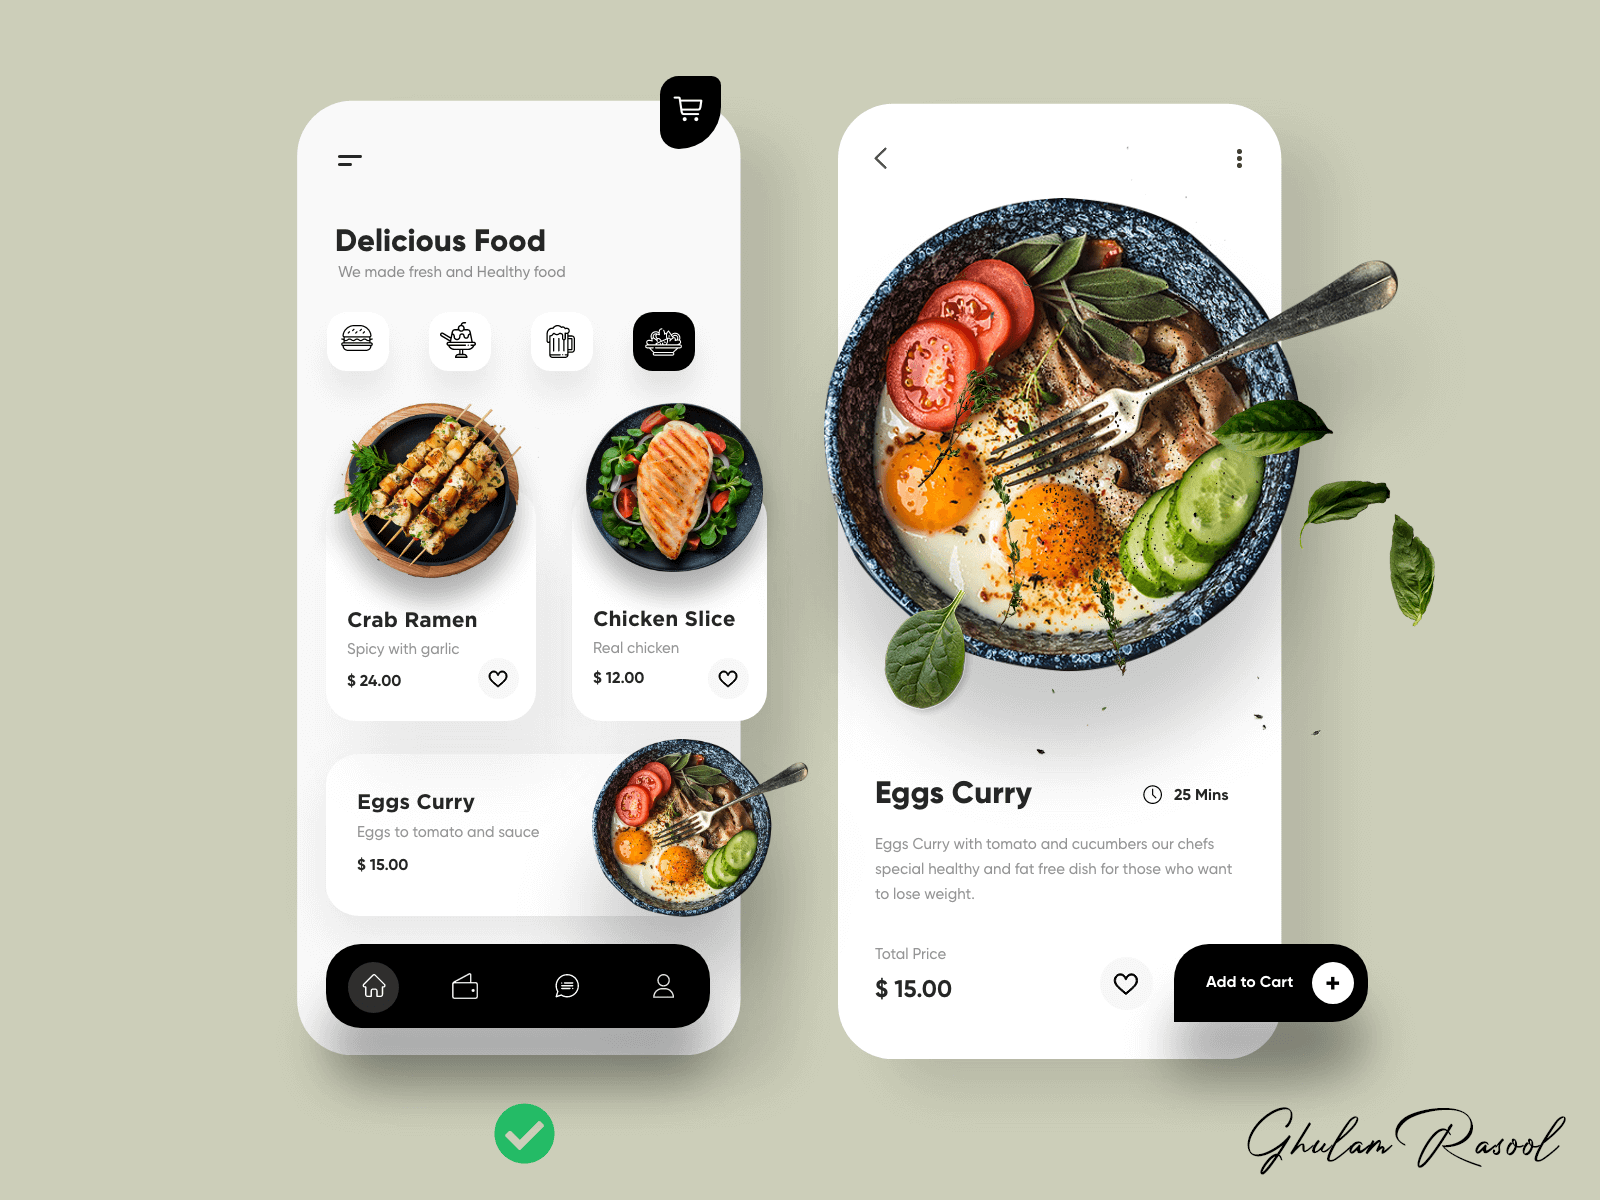 Delicious Food
We made fresh and Healthy food
Crab Ramen
Spicy with garlic
$ 24.00
Chicken Slice
Real chicken
$ 12.00
Eggs Curry
Eggs to tomato and sauce
$ 15.00
Eggs Curry
25 Mins
Eggs Curry with tomato and cucumbers our chefs
special healthy and fat free dish for those who want
to lose weight.
Total Price
$ 15.00
Add to Cart
Ghulam Rasool